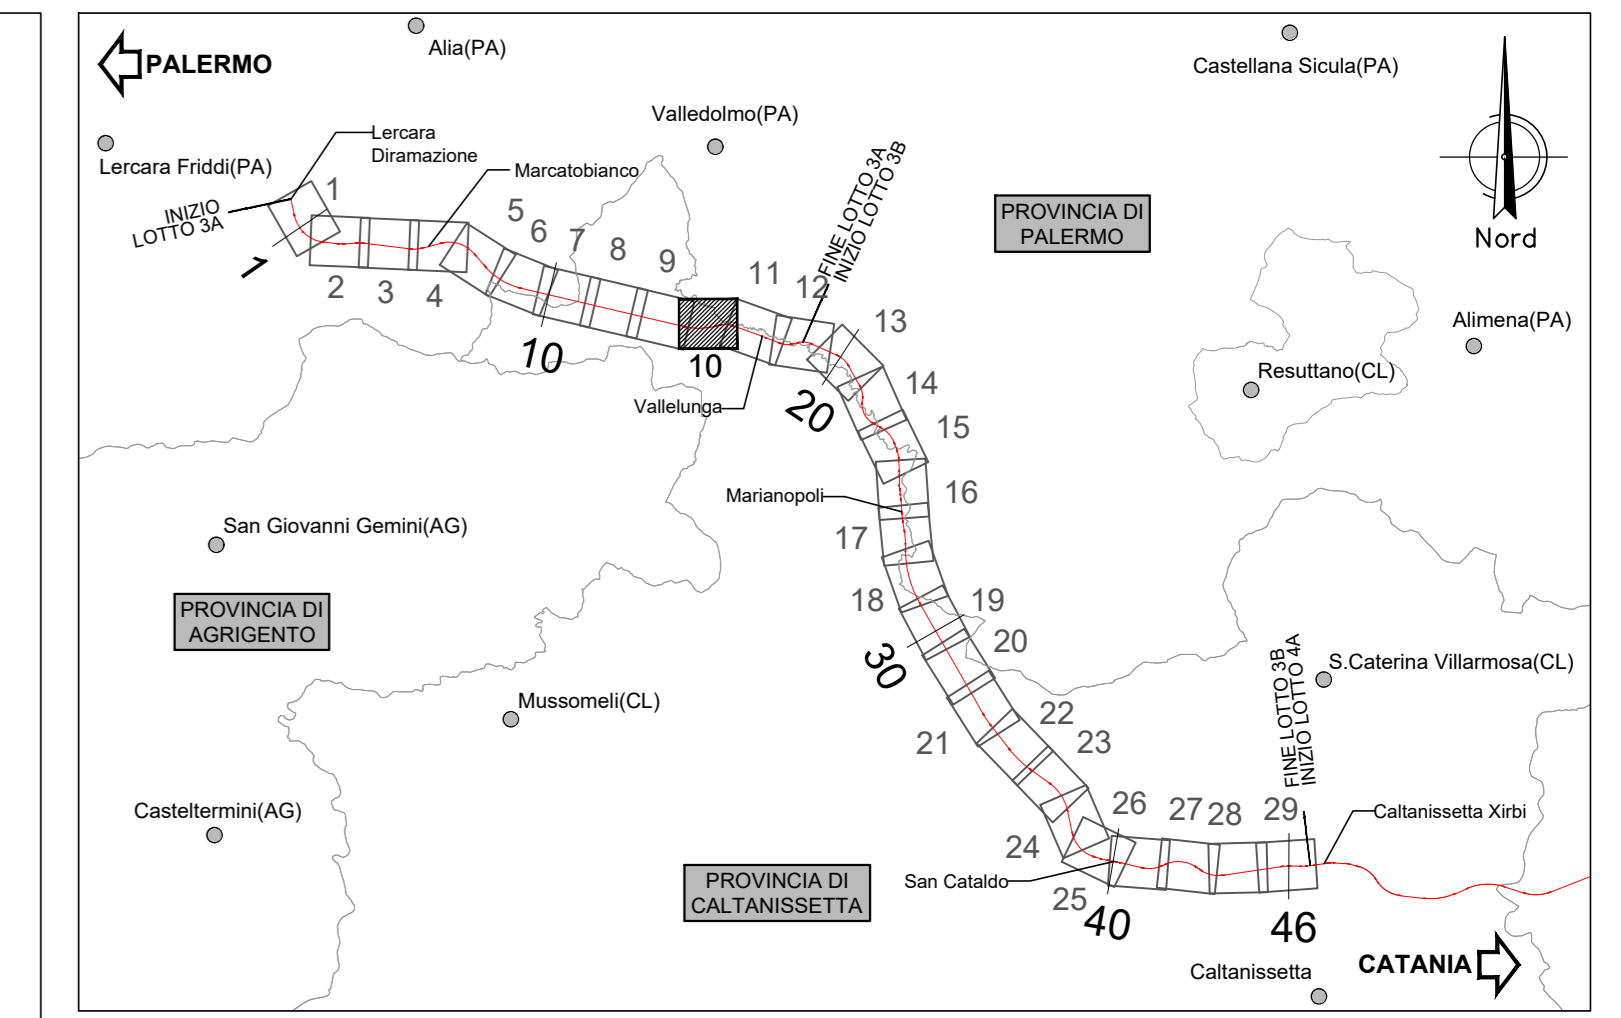 Alia(PA)
PALERMO
Castellana Sicula(PA)
Valledolmo(PA)
Lercara
Diramazione
Lercara Friddi(PA)
Marcatobianco
INIZIO
LOTTO 3A
1
1
2
3
4
5
6
7
8
9
10
10
11
12
FINE LOTTO 3A
INIZIO LOTTO 3B
PROVINCIA DI
PALERMO
Nord
13
Alimena(PA)
Resuttano(CL)
14
Vallelunga
20
15
Marianopoli
16
17
San Giovanni Gemini(AG)
PROVINCIA DI
AGRIGENTO
18
19
20
30
S.Caterina Villarmosa(CL)
Mussomeli(CL)
21
22
23
FINE LOTTO 3B
INIZIO LOTTO 4A
Casteltermini(AG)
24
25
26
27
28
29
Caltanissetta Xirbi
San Cataldo
PROVINCIA DI
CALTANISSETTA
40
46
Caltanissetta
CATANIA